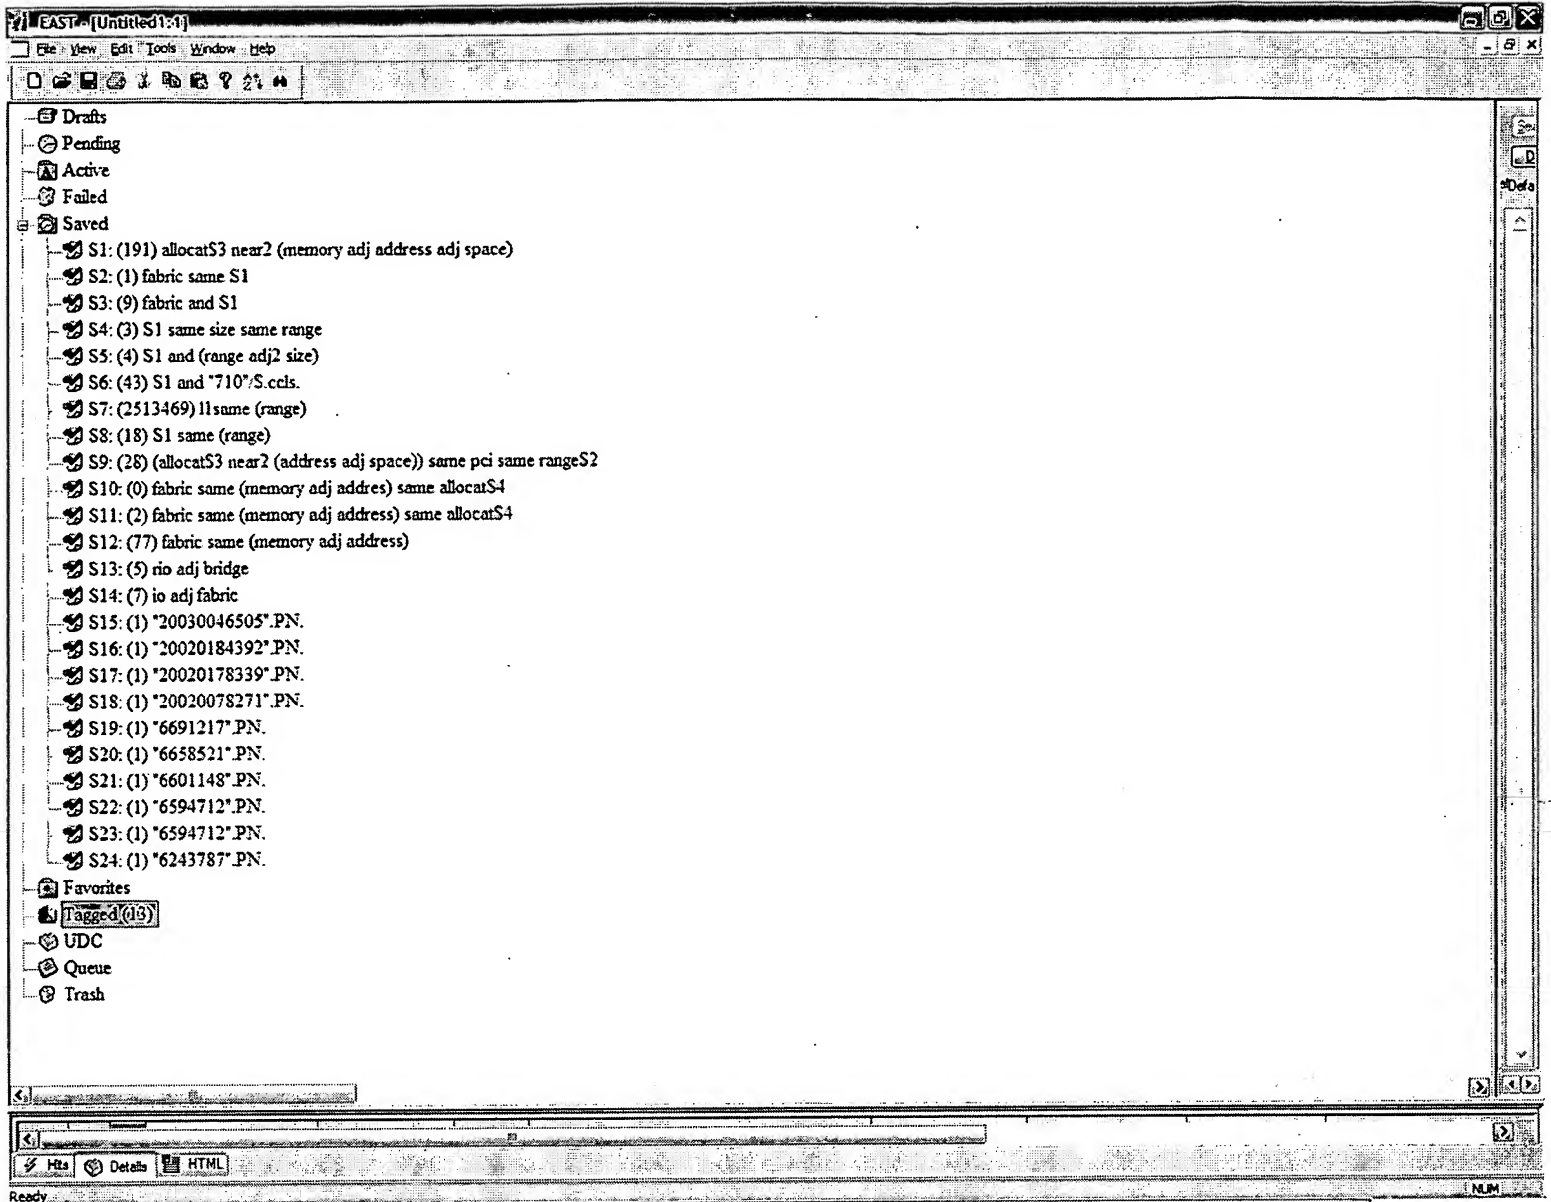 EAST - [Untitled1:1]
File View Edit Tools Window Help
Drafts
Pending
Active
Failed
Saved
S1: (191) allocat$3 near2 (memory adj address adj space)
S2: (1) fabric same S1
S3: (9) fabric and S1
S4: (3) S1 same size same range
S5: (4) S1 and (range adj2 size)
S6: (43) S1 and "710"/$.ccls.
S7: (2513469) l1same (range)
S8: (18) S1 same (range)
S9: (28) (allocat$3 near2 (address adj space)) same pci same range$2
S10: (0) fabric same (memory adj addres) same allocat$4
S11: (2) fabric same (memory adj address) same allocat$4
S12: (77) fabric same (memory adj address)
S13: (5) rio adj bridge
S14: (7) io adj fabric
S15: (1) "20030046505".PN.
S16: (1) "20020184392".PN.
S17: (1) "20020178339".PN.
S18: (1) "20020078271".PN.
S19: (1) "6691217".PN.
S20: (1) "6658521".PN.
S21: (1) "6601148".PN.
S22: (1) "6594712".PN.
S23: (1) "6594712".PN.
S24: (1) "6243787".PN.
Favorites
Tagged (13)
UDC
Queue
Trash
D
Defa
Hits Details HTML
Ready NUM